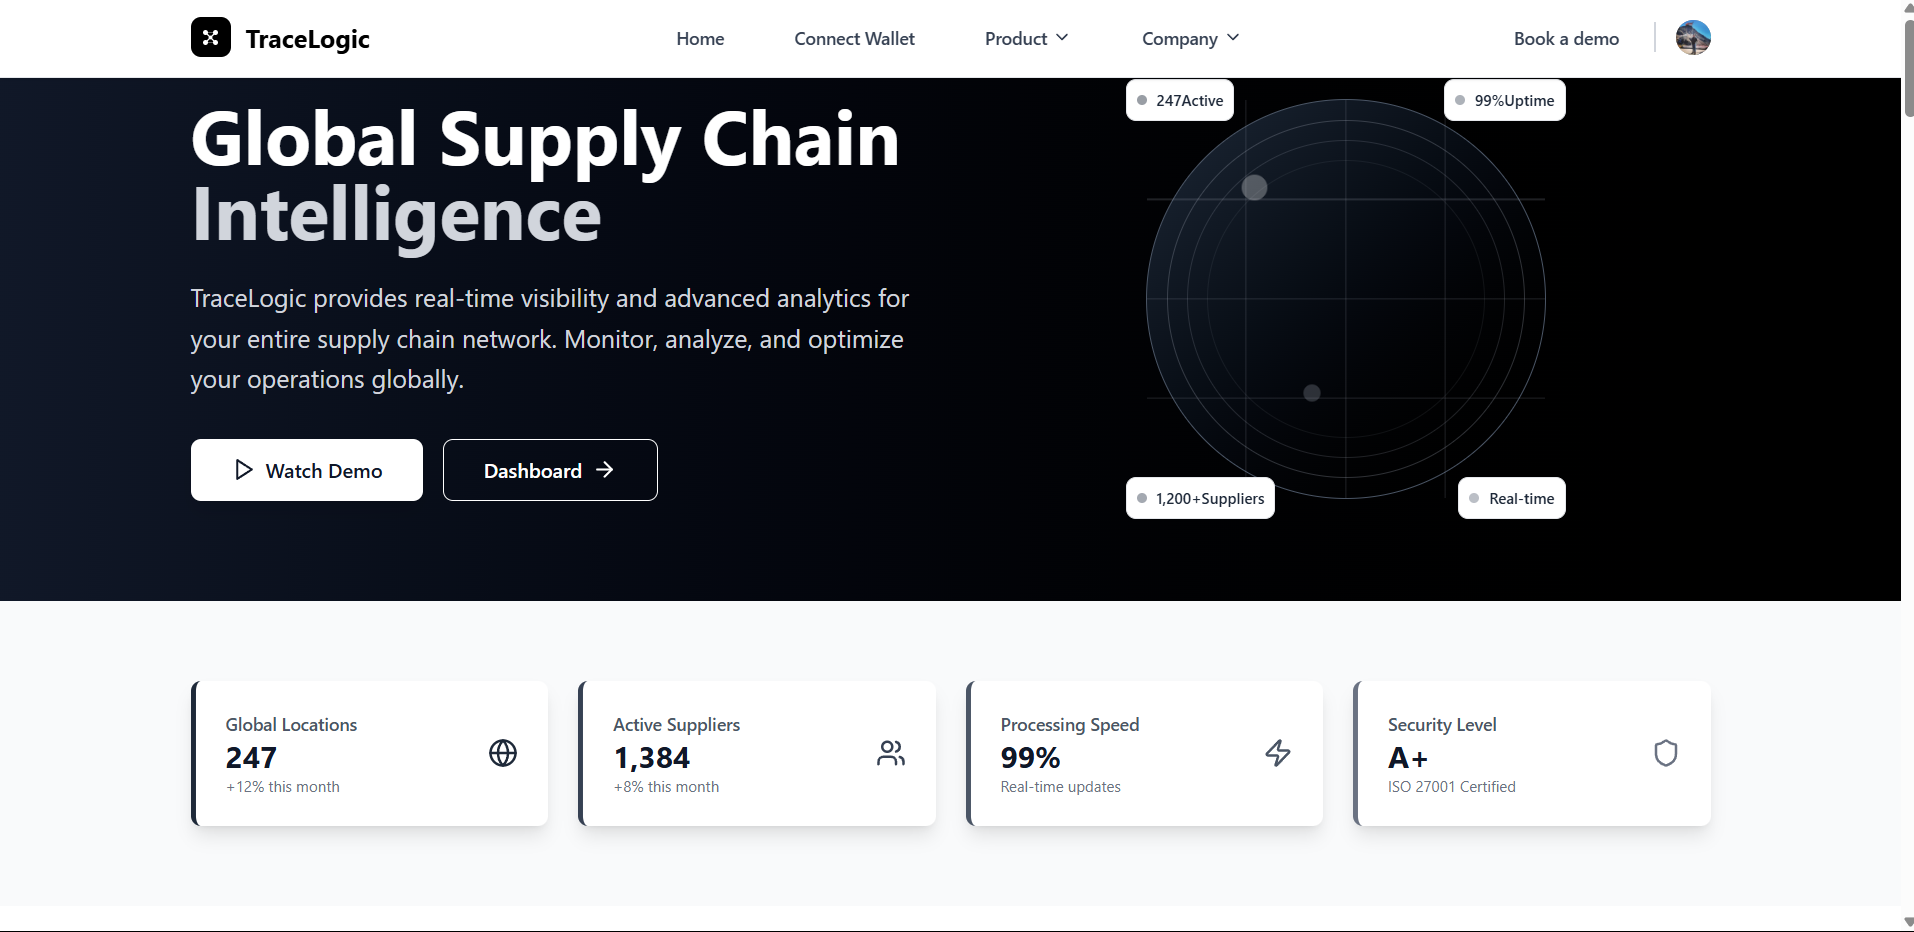 TraceLogic
Home
Connect Wallet
Product
Company
Book a demo
Global Supply Chain
Intelligence
TraceLogic provides real-time visibility and advanced analytics for
your entire supply chain network. Monitor, analyze, and optimize
your operations globally.
Watch Demo
Dashboard
247Active
99%Uptime
1,200+Suppliers
Real-time
Global Locations
247
+12% this month
Active Suppliers
1,384
+8% this month
Processing Speed
99%
Real-time updates
Security Level
A+
ISO 27001 Certified